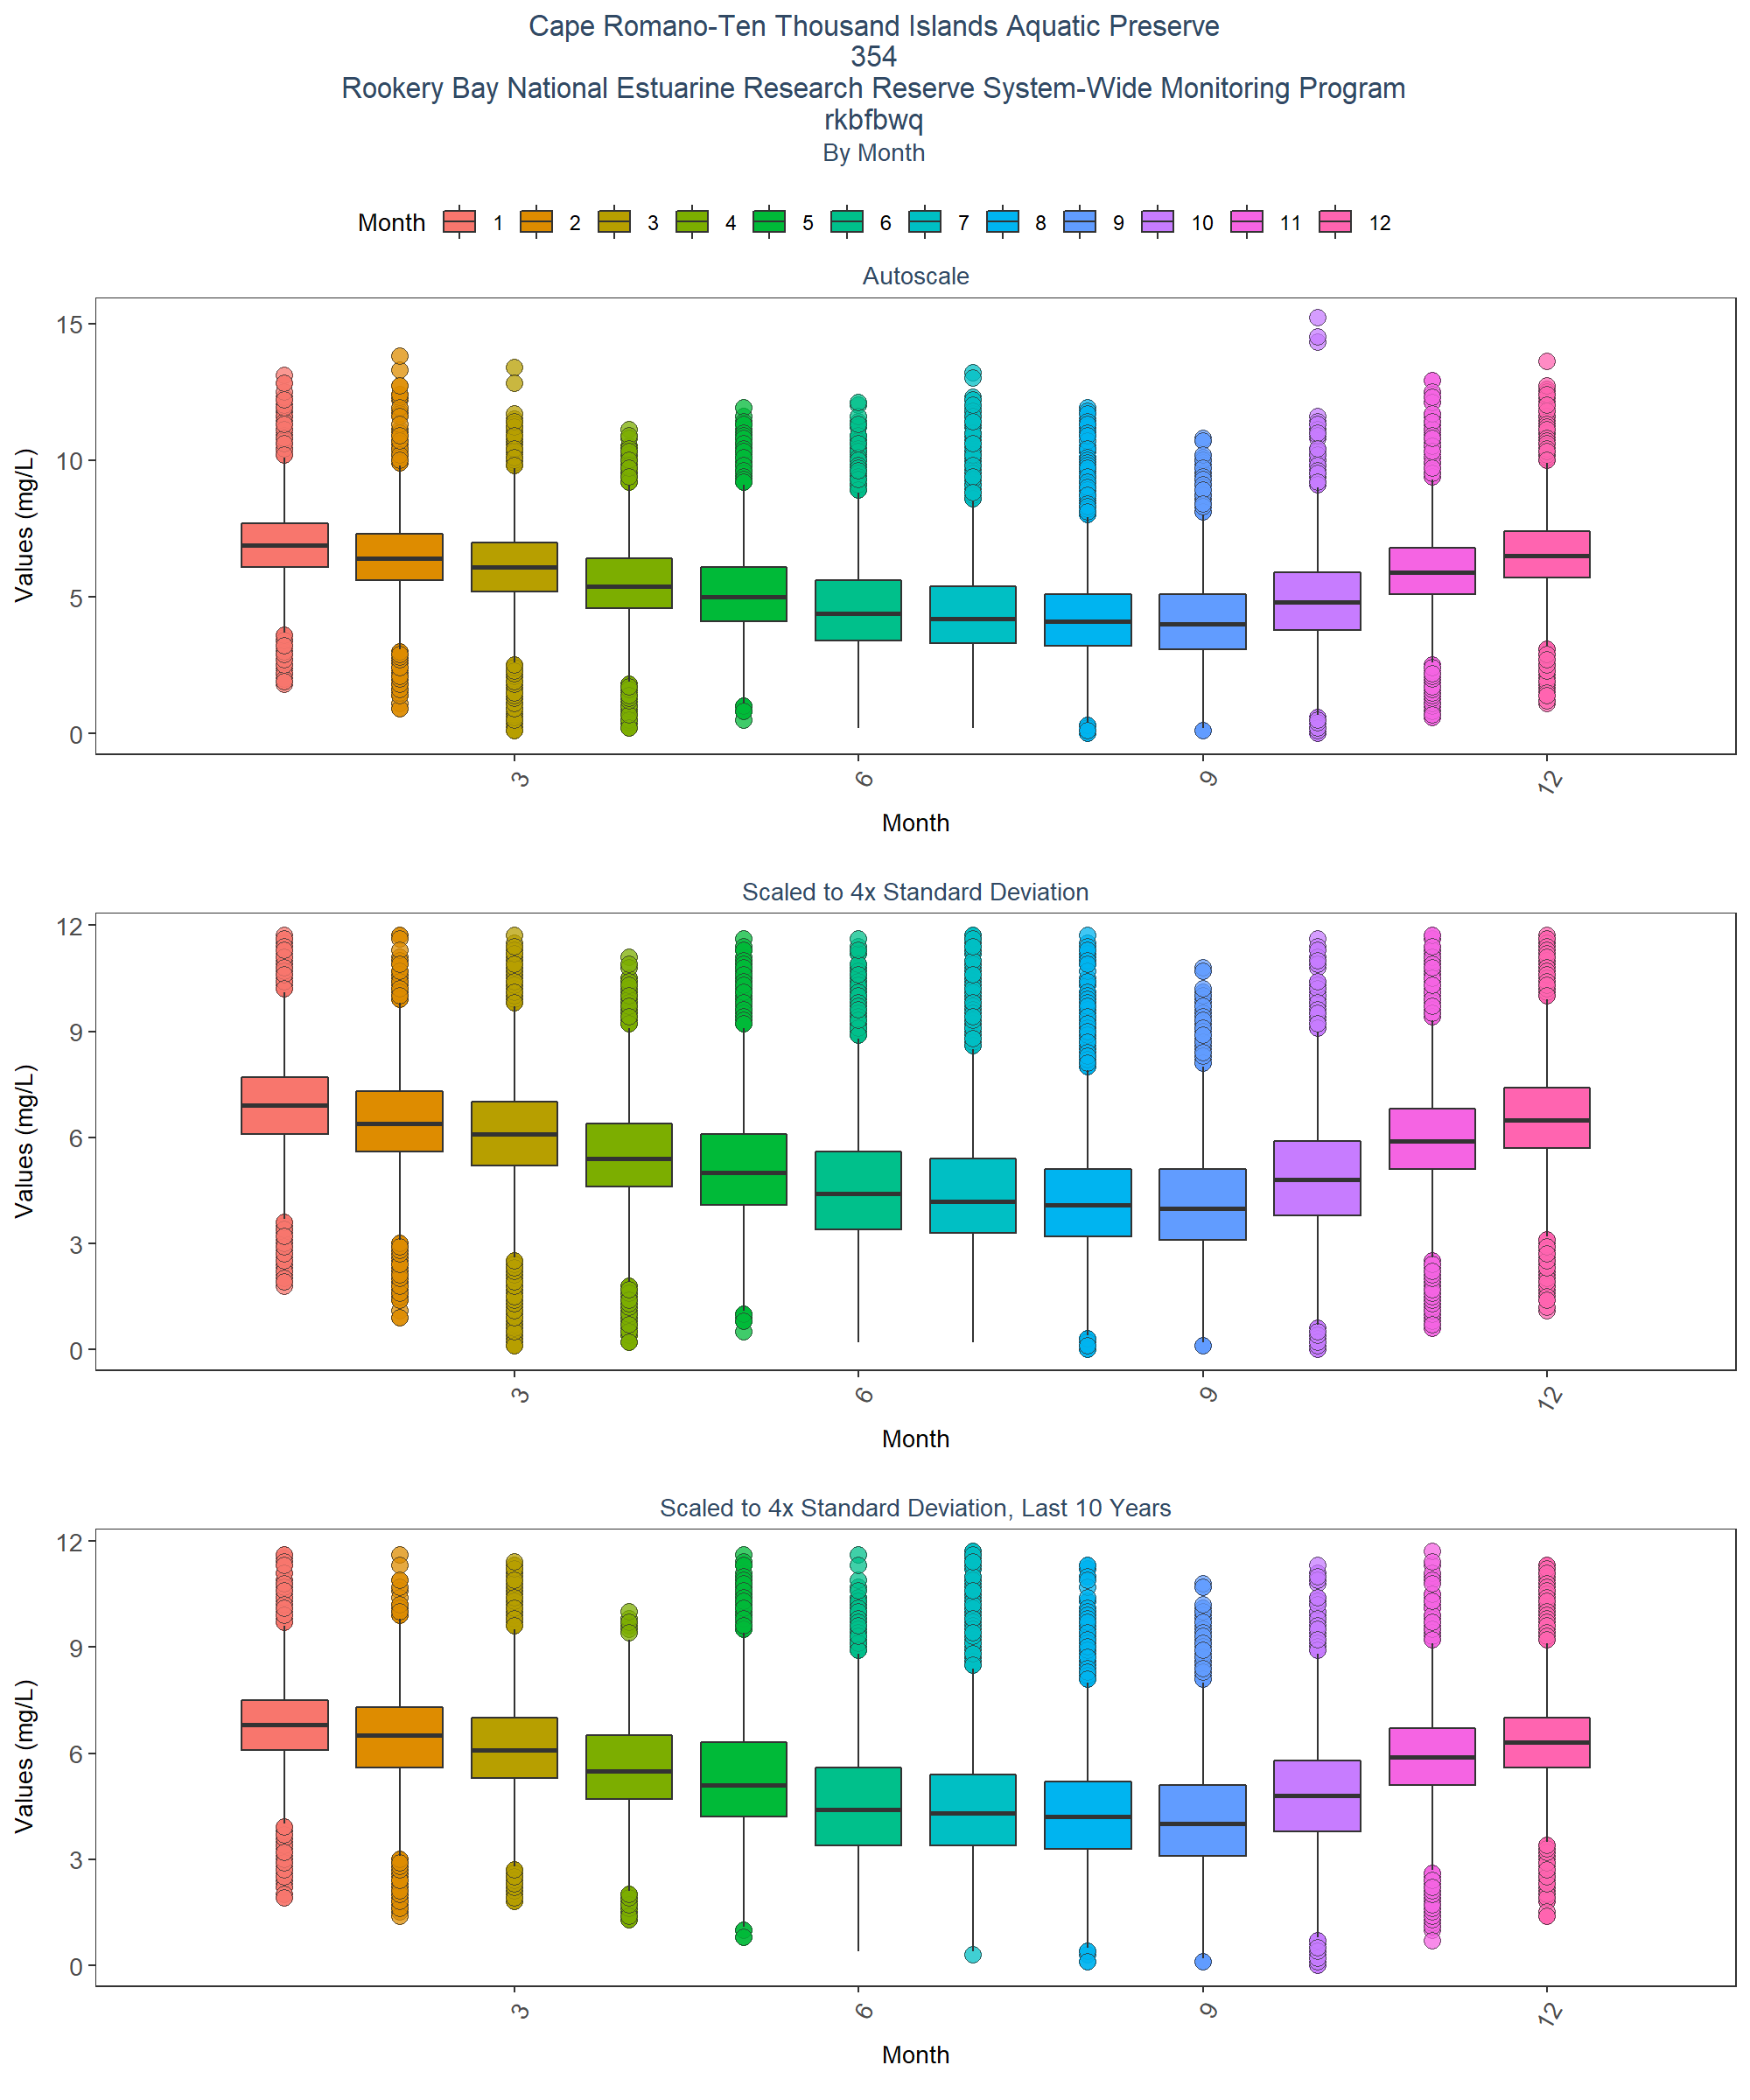 Cape Romano-Ten Thousand Islands Aquatic Preserve
354
Rookery Bay National Estuarine Research Reserve System-Wide Monitoring Program
rkbfbwq
By Month
Month 1 2 3 4 5 6 7 8 9 10 11 12
Autoscale
Values (mg/L)
15
10
5
0
3 6 9 12
Month
Scaled to 4x Standard Deviation
Values (mg/L)
12
9
6
3
0
3 6 9 12
Month
Scaled to 4x Standard Deviation, Last 10 Years
Values (mg/L)
12
9
6
3
0
3 6 9 12
Month